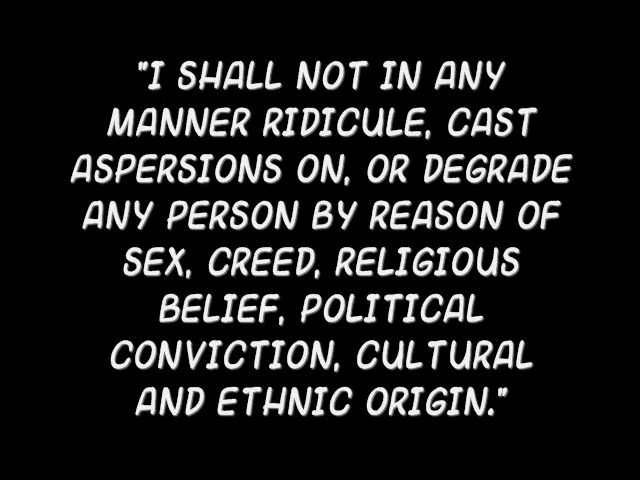 "I SHALL NOT IN ANY
MANNER RIDICULE, CAST
ASPERSIONS ON, OR DEGRADE
ANY PERSON BY REASON OF
SEX, CREED, RELIGIOUS
BELIEF, POLITICAL
CONVICTION, CULTURAL
AND ETHNIC ORIGIN."